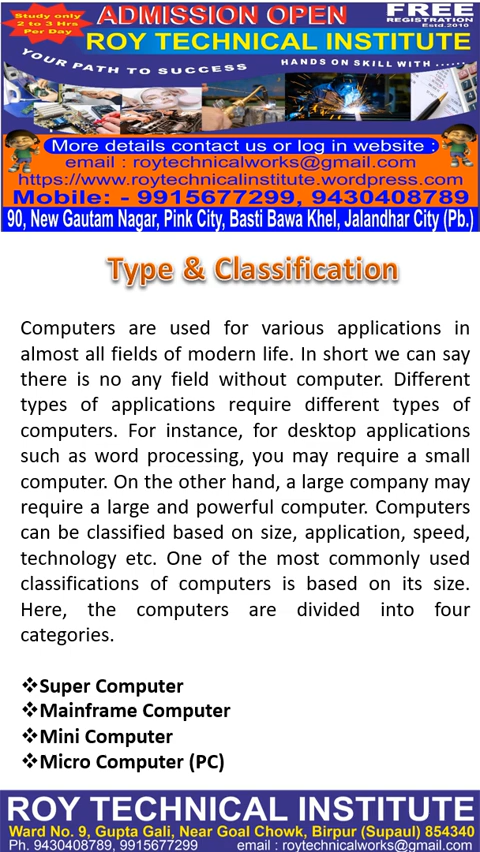 Study only
2 to 3 Hrs
Per Day
ADMISSION OPEN
FREE
REGISTRATION
Estd.2010
ROY TECHNICAL INSTITUTE
YOUR PATH TO SUCCESS
HANDS ON SKILL WITH ......
More details contact us or log in website :
email : roytechnicalworks@gmail.com
https://www.roytechnicalinstitute.wordpress.com
Mobile: - 9915677299, 9430408789
90, New Gautam Nagar, Pink City, Basti Bawa Khel, Jalandhar City (Pb.)
Type & Classification
Computers are used for various applications in
almost all fields of modern life. In short we can say
there is no any field without computer. Different
types of applications require different types of
computers. For instance, for desktop applications
such as word processing, you may require a small
computer. On the other hand, a large company may
require a large and powerful computer. Computers
can be classified based on size, application, speed,
technology etc. One of the most commonly used
classifications of computers is based on its size.
Here, the computers are divided into four
categories.
❖Super Computer
❖Mainframe Computer
❖Mini Computer
❖Micro Computer (PC)
ROY TECHNICAL INSTITUTE
Ward No. 9, Gupta Gali, Near Goal Chowk, Birpur (Supaul) 854340
Ph. 9430408789, 9915677299 email : roytechnicalworks@gmail.com